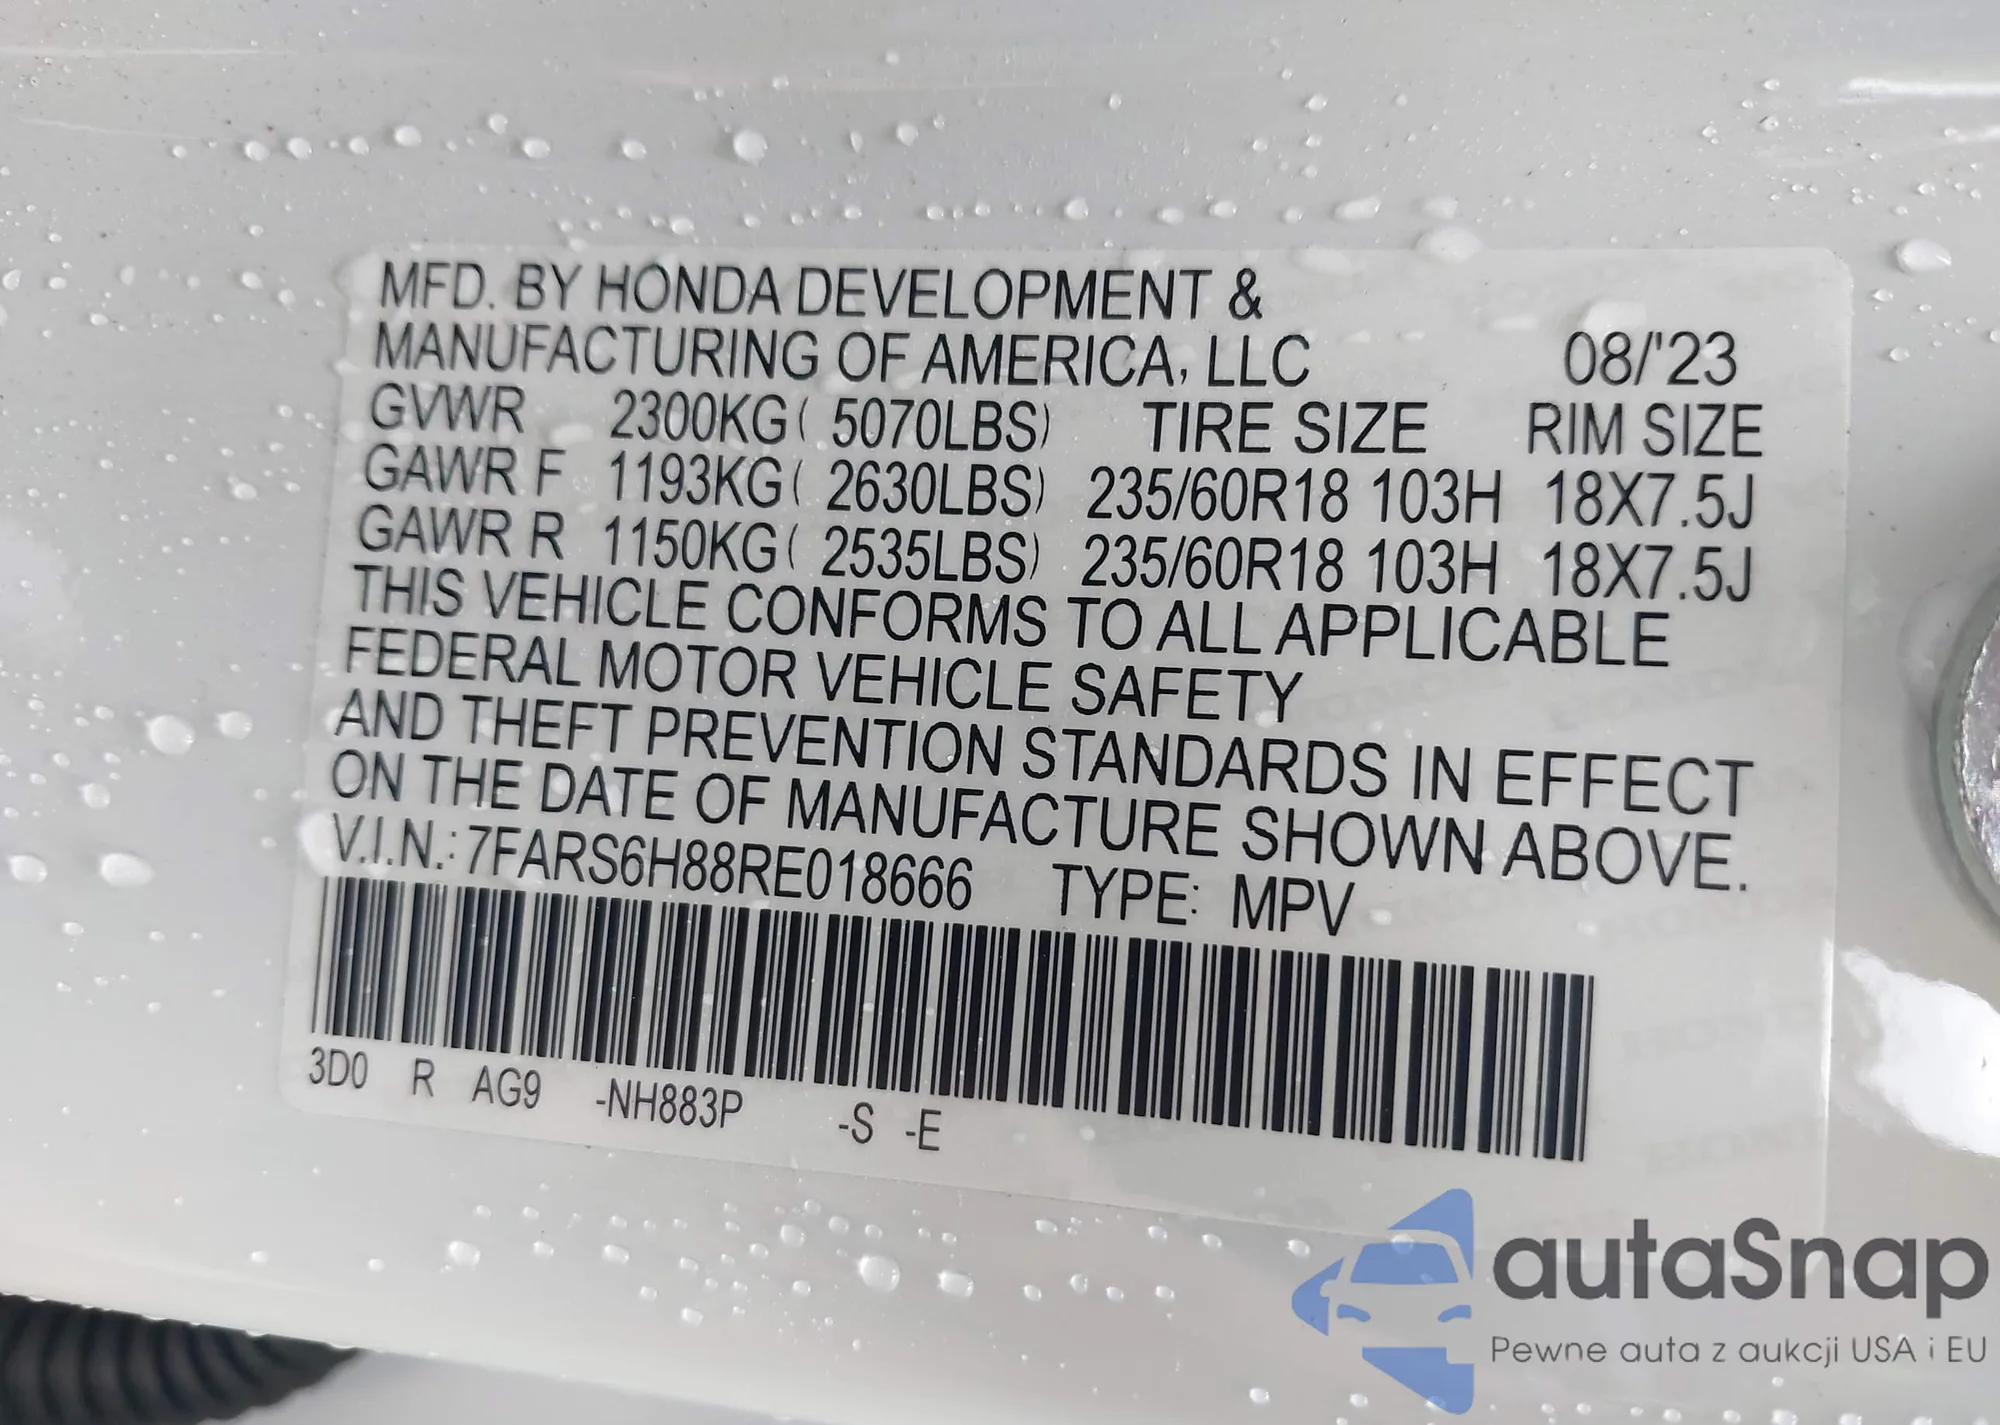 MFD. BY HONDA DEVELOPMENT &
MANUFACTURING OF AMERICA, LLC 08/'23
GVWR 2300KG( 5070LBS) TIRE SIZE RIM SIZE
GAWR F 1193KG( 2630LBS) 235/60R18 103H 18X7.5J
GAWR R 1150KG( 2535LBS) 235/60R18 103H 18X7.5J
THIS VEHICLE CONFORMS TO ALL APPLICABLE
FEDERAL MOTOR VEHICLE SAFETY
AND THEFT PREVENTION STANDARDS IN EFFECT
ON THE DATE OF MANUFACTURE SHOWN ABOVE.
V.I.N.: 7FARS6H88RE018666 TYPE: MPV
3D0 R AG9 -NH883P -S -E
autaSnap
Pewne auta z aukcji USA i EU